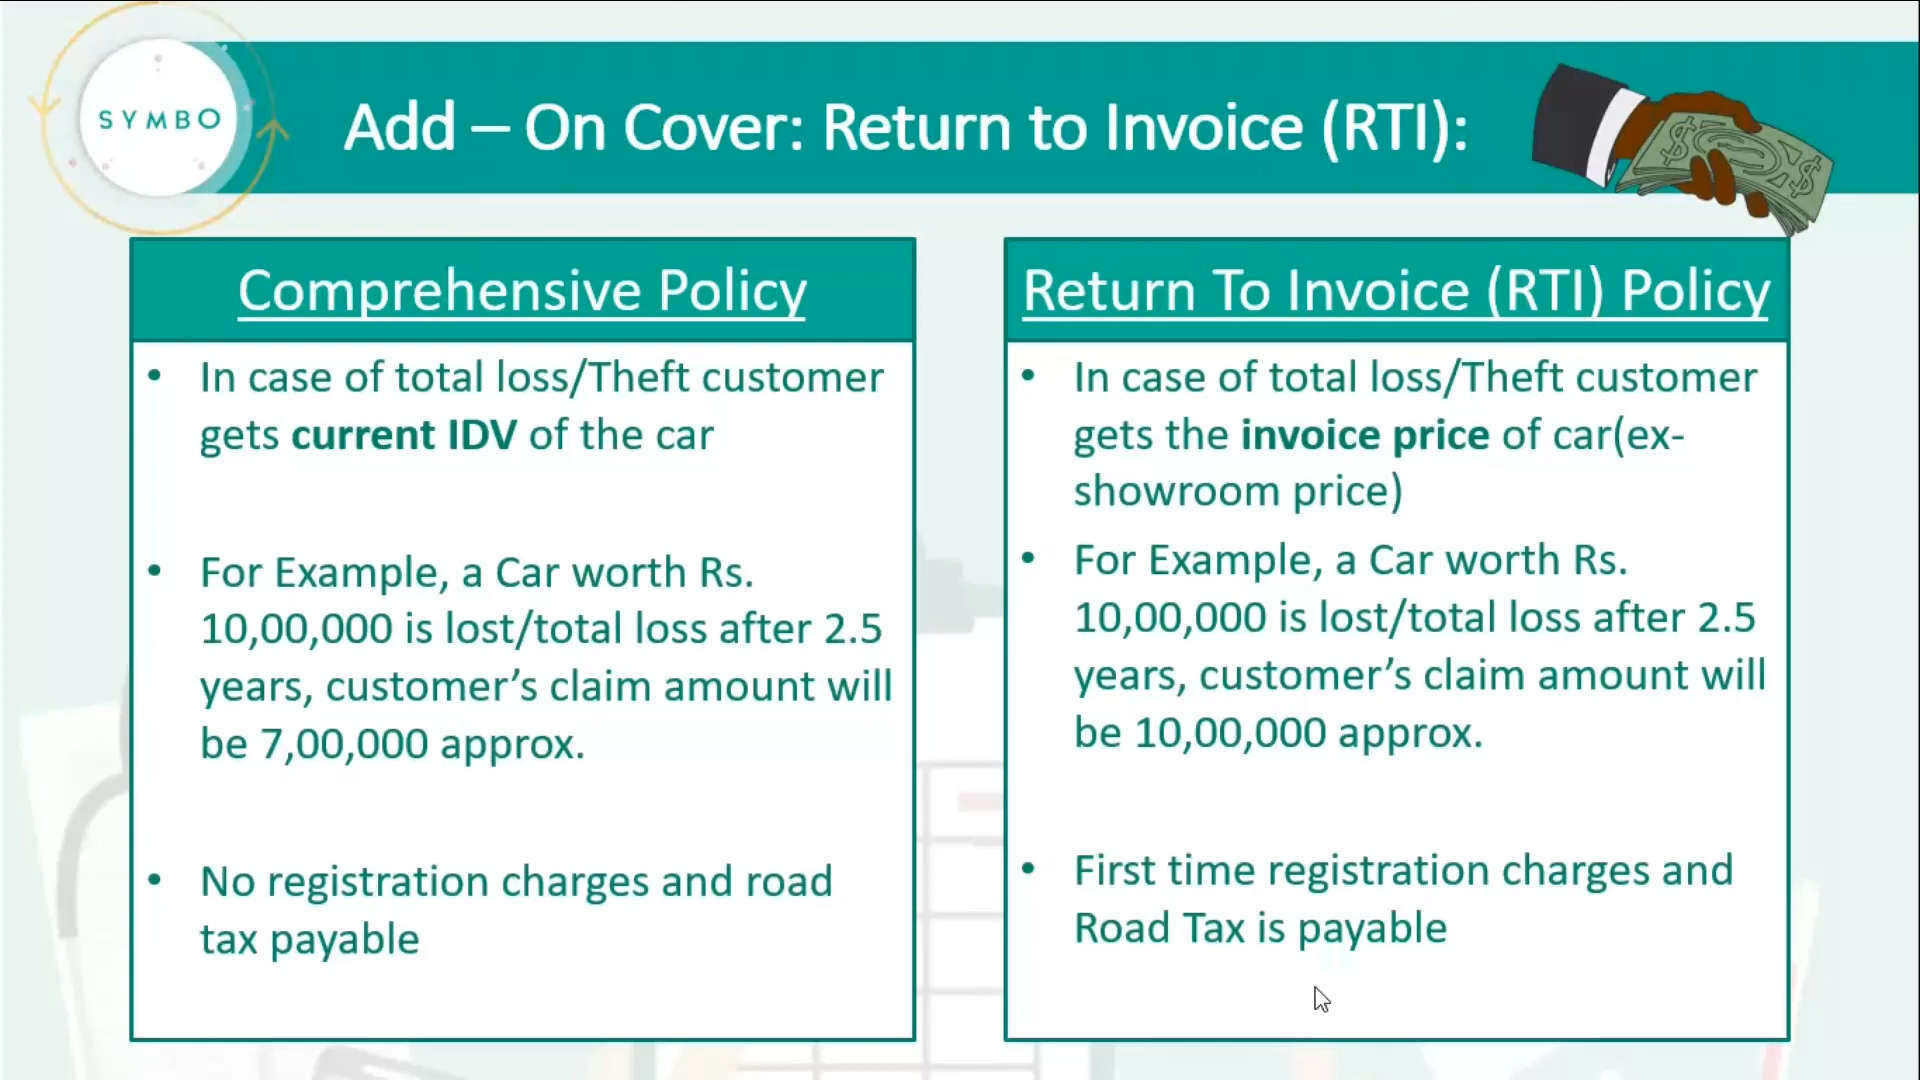 SYMBO
Add – On Cover: Return to Invoice (RTI):
Comprehensive Policy
• In case of total loss/Theft customer
gets current IDV of the car
• For Example, a Car worth Rs.
10,00,000 is lost/total loss after 2.5
years, customer’s claim amount will
be 7,00,000 approx.
• No registration charges and road
tax payable
Return To Invoice (RTI) Policy
• In case of total loss/Theft customer
gets the invoice price of car(ex-
showroom price)
• For Example, a Car worth Rs.
10,00,000 is lost/total loss after 2.5
years, customer’s claim amount will
be 10,00,000 approx.
• First time registration charges and
Road Tax is payable